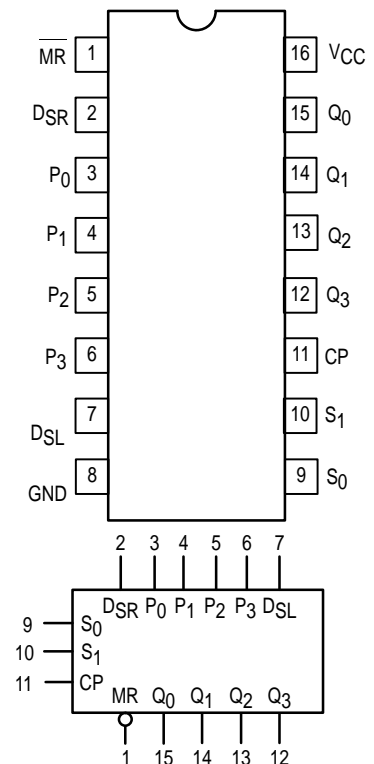 M̅R̅ 1 16 VCC
DSR 2 15 Q0
P0 3 14 Q1
P1 4 13 Q2
P2 5 12 Q3
P3 6 11 CP
DSL 7 10 S1
GND 8 9 S0
2 3 4 5 6 7
DSR P0 P1 P2 P3 DSL
9 S0
10 S1
11 CP
MR Q0 Q1 Q2 Q3
1 15 14 13 12